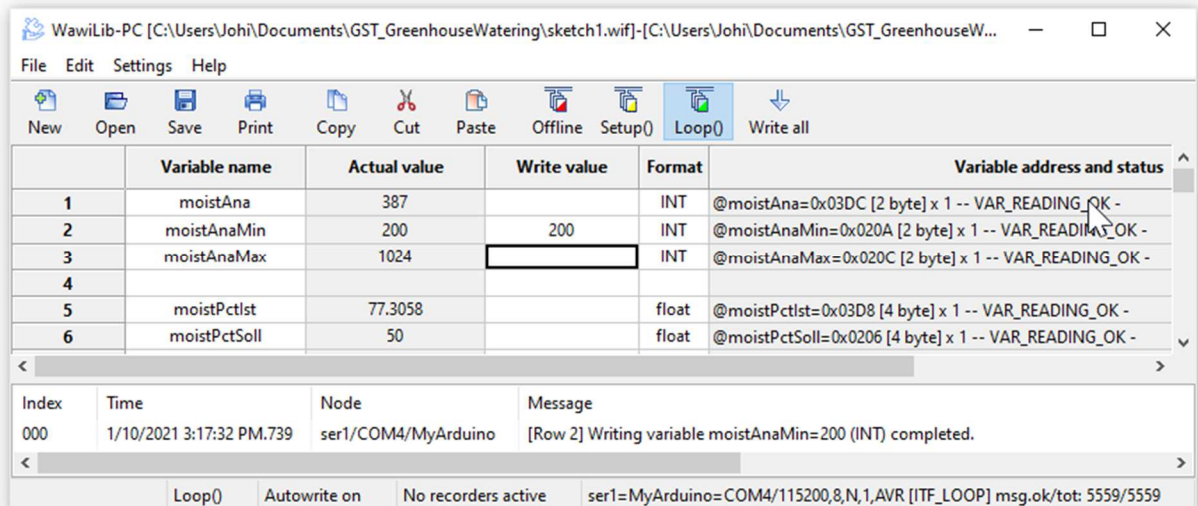 WawiLib-PC [C:\Users\Johi\Documents\GST_GreenhouseWatering\sketch1.wif]-[C:\Users\Johi\Documents\GST_GreenhouseW...
File Edit Settings Help
New Open Save Print Copy Cut Paste Offline Setup() Loop() Write all
Variable name Actual value Write value Format Variable address and status
1 moistAna 387 INT @moistAna=0x03DC [2 byte] x 1 -- VAR_READING_OK -
2 moistAnaMin 200 200 INT @moistAnaMin=0x020A [2 byte] x 1 -- VAR_READING_OK -
3 moistAnaMax 1024 INT @moistAnaMax=0x020C [2 byte] x 1 -- VAR_READING_OK -
4
5 moistPctIst 77.3058 float @moistPctIst=0x03D8 [4 byte] x 1 -- VAR_READING_OK -
6 moistPctSoll 50 float @moistPctSoll=0x0206 [4 byte] x 1 -- VAR_READING_OK -
Index Time Node Message
000 1/10/2021 3:17:32 PM.739 ser1/COM4/MyArduino [Row 2] Writing variable moistAnaMin=200 (INT) completed.
Loop() Autowrite on No recorders active ser1=MyArduino=COM4/115200,8,N,1,AVR [ITF_LOOP] msg.ok/tot: 5559/5559